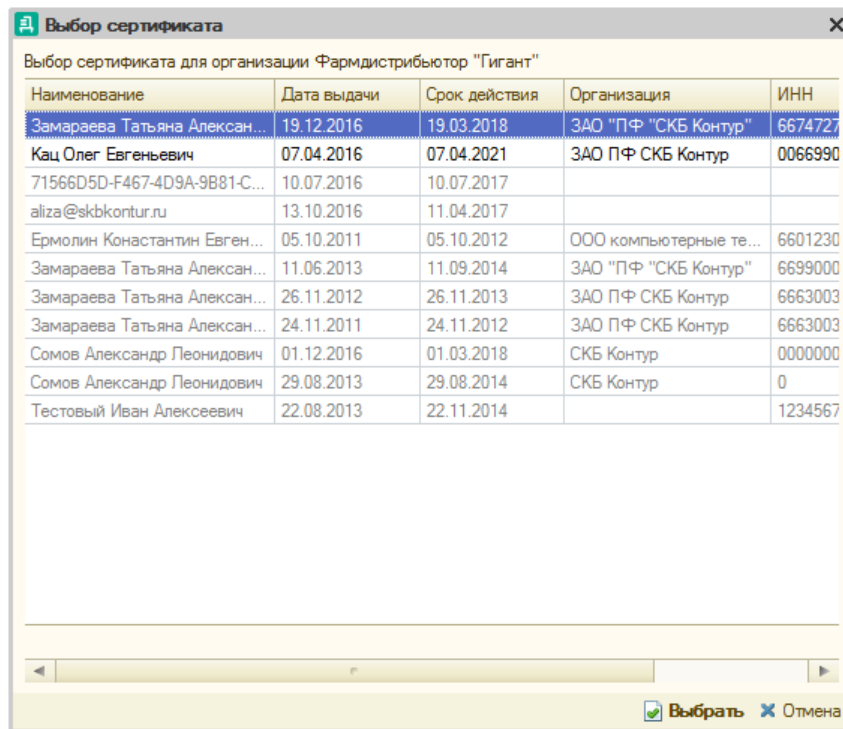 Выбор сертификата
Выбор сертификата для организации Фармдистрибьютор "Гигант"
Наименование Дата выдачи Срок действия Организация ИНН
Замараева Татьяна Алексан... 19.12.2016 19.03.2018 ЗАО "ПФ "СКБ Контур" 6674727
Кац Олег Евгеньевич 07.04.2016 07.04.2021 ЗАО ПФ СКБ Контур 0066990
71566D5D-F467-4D9A-9B81-C... 10.07.2016 10.07.2017
aliza@skbkontur.ru 13.10.2016 11.04.2017
Ермолин Конастантин Евген... 05.10.2011 05.10.2012 ООО компьютерные те... 6601230
Замараева Татьяна Алексан... 11.06.2013 11.09.2014 ЗАО "ПФ "СКБ Контур" 6699000
Замараева Татьяна Алексан... 26.11.2012 26.11.2013 ЗАО ПФ СКБ Контур 6663003
Замараева Татьяна Алексан... 24.11.2011 24.11.2012 ЗАО ПФ СКБ Контур 6663003
Сомов Александр Леонидович 01.12.2016 01.03.2018 СКБ Контур 0000000
Сомов Александр Леонидович 29.08.2013 29.08.2014 СКБ Контур 0
Тестовый Иван Алексеевич 22.08.2013 22.11.2014 1234567
Выбрать Отмена